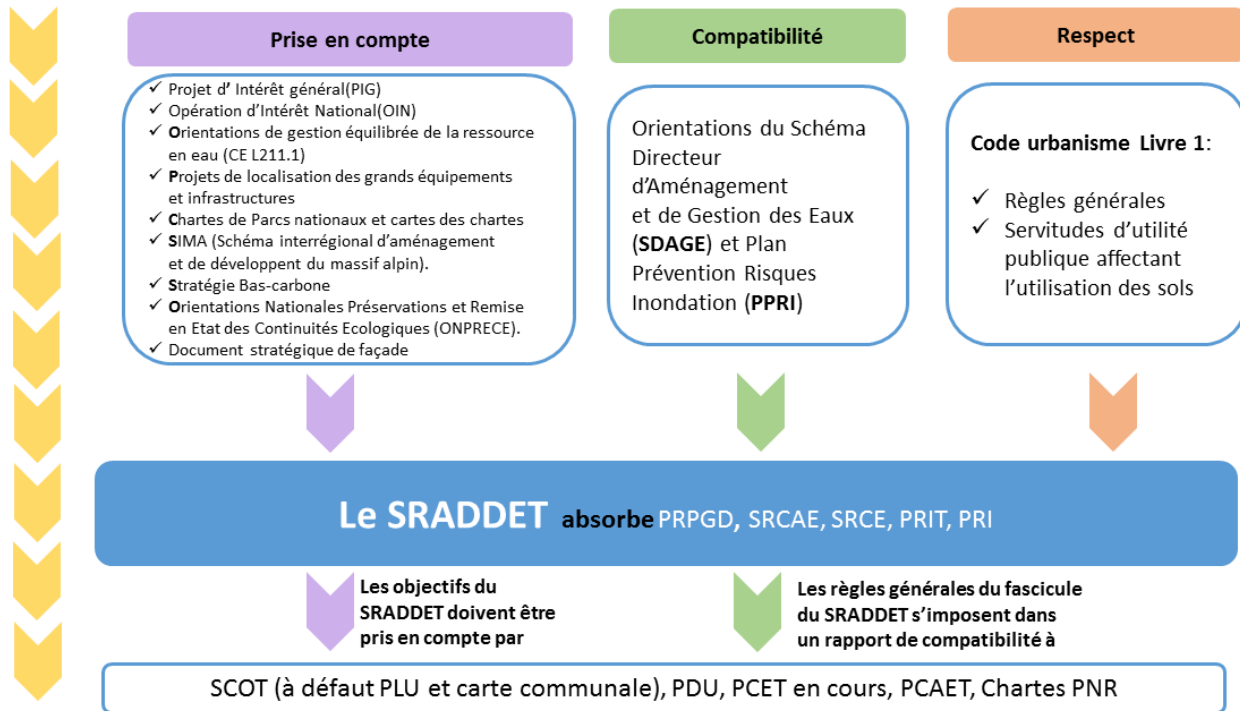 Prise en compte
✓ Projet d' Intérêt général(PIG)
✓ Opération d'Intérêt National(OIN)
✓ Orientations de gestion équilibrée de la ressource
en eau (CE L211.1)
✓ Projets de localisation des grands équipements
et infrastructures
✓ Chartes de Parcs nationaux et cartes des chartes
✓ SIMA (Schéma interrégional d'aménagement
et de développent du massif alpin).
✓ Stratégie Bas-carbone
✓ Orientations Nationales Préservations et Remise
en Etat des Continuités Ecologiques (ONPRECE).
✓ Document stratégique de façade
Compatibilité
Orientations du Schéma
Directeur
d'Aménagement
et de Gestion des Eaux
(SDAGE) et Plan
Prévention Risques
Inondation (PPRI)
Respect
Code urbanisme Livre 1:
✓ Règles générales
✓ Servitudes d'utilité
publique affectant
l'utilisation des sols
Le SRADDET absorbe PRPGD, SRCAE, SRCE, PRIT, PRI
Les objectifs du
SRADDET doivent être
pris en compte par
Les règles générales du fascicule
du SRADDET s'imposent dans
un rapport de compatibilité à
SCOT (à défaut PLU et carte communale), PDU, PCET en cours, PCAET, Chartes PNR